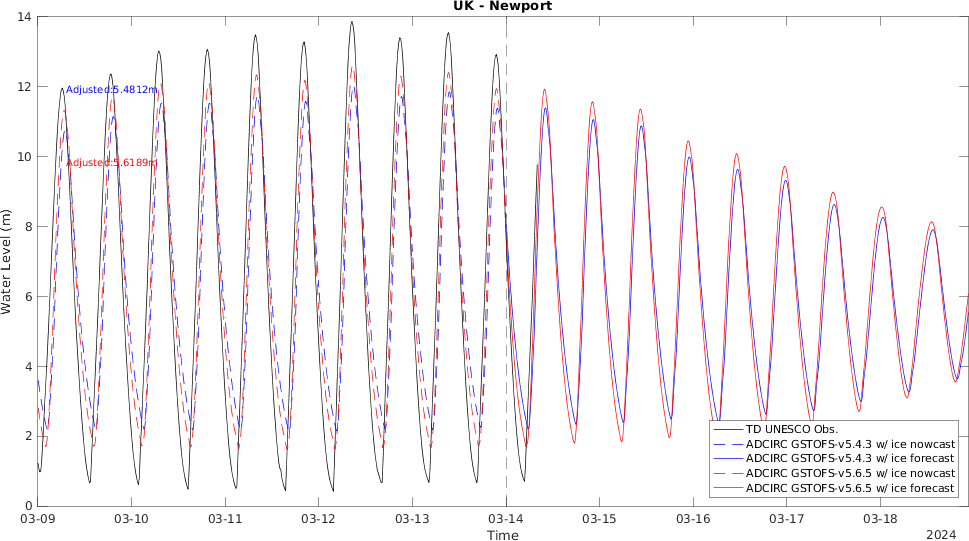 UK - Newport
14
12
10
8
6
4
2
0
Water Level (m)
Adjusted:5.4812m
Adjusted:5.6189m
TD UNESCO Obs.
ADCIRC GSTOFS-v5.4.3 w/ ice nowcast
ADCIRC GSTOFS-v5.4.3 w/ ice forecast
ADCIRC GSTOFS-v5.6.5 w/ ice nowcast
ADCIRC GSTOFS-v5.6.5 w/ ice forecast
03-09 03-10 03-11 03-12 03-13 03-14 03-15 03-16 03-17 03-18
Time
2024